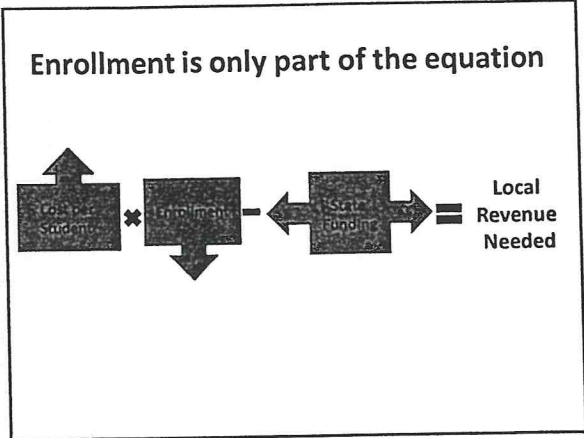 Enrollment is only part of the equation
Cost per
Student
×
Enrollment
−
State
Funding
=
Local
Revenue
Needed